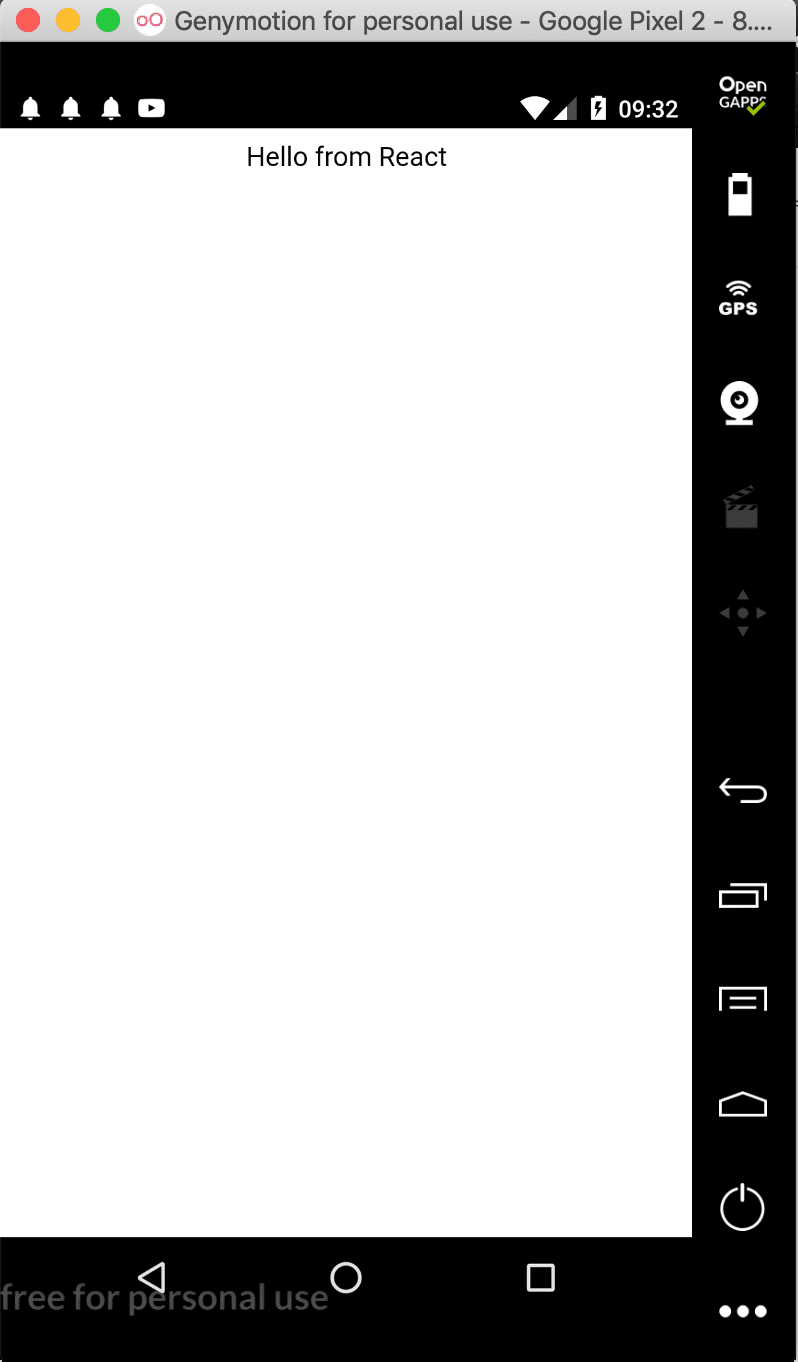 Genymotion for personal use - Google Pixel 2 - 8....
09:32
Open
GAPPS
Hello from React
GPS
free for personal use